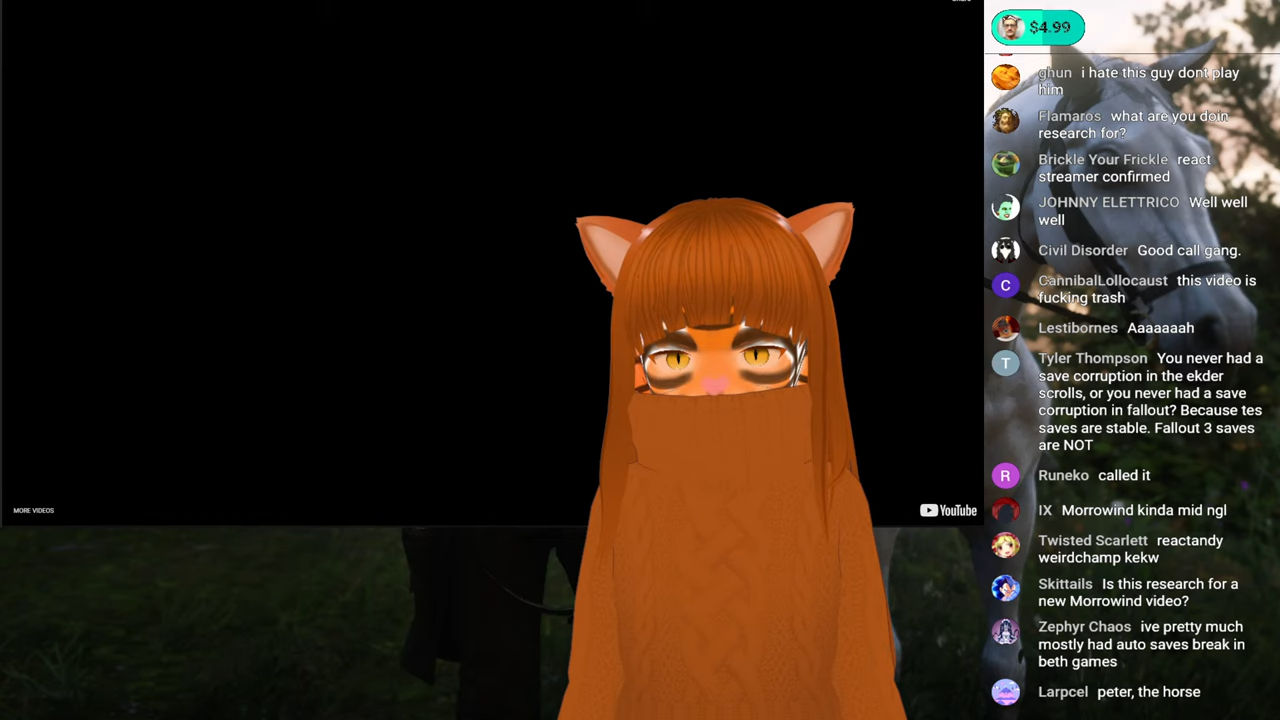 MORE VIDEOS
YouTube
$4.99
ghun i hate this guy dont play
him
Flamaros what are you doin
research for?
Brickle Your Frickle react
streamer confirmed
JOHNNY ELETTRICO Well well
well
Civil Disorder Good call gang.
C
CannibalLollocaust this video is
fucking trash
Lestibornes Aaaaaaah
T
Tyler Thompson You never had a
save corruption in the ekder
scrolls, or you never had a save
corruption in fallout? Because tes
saves are stable. Fallout 3 saves
are NOT
R
Runeko called it
IX Morrowind kinda mid ngl
Twisted Scarlett reactandy
weirdchamp kekw
Skittails Is this research for a
new Morrowind video?
Zephyr Chaos ive pretty much
mostly had auto saves break in
beth games
Larpcel peter, the horse